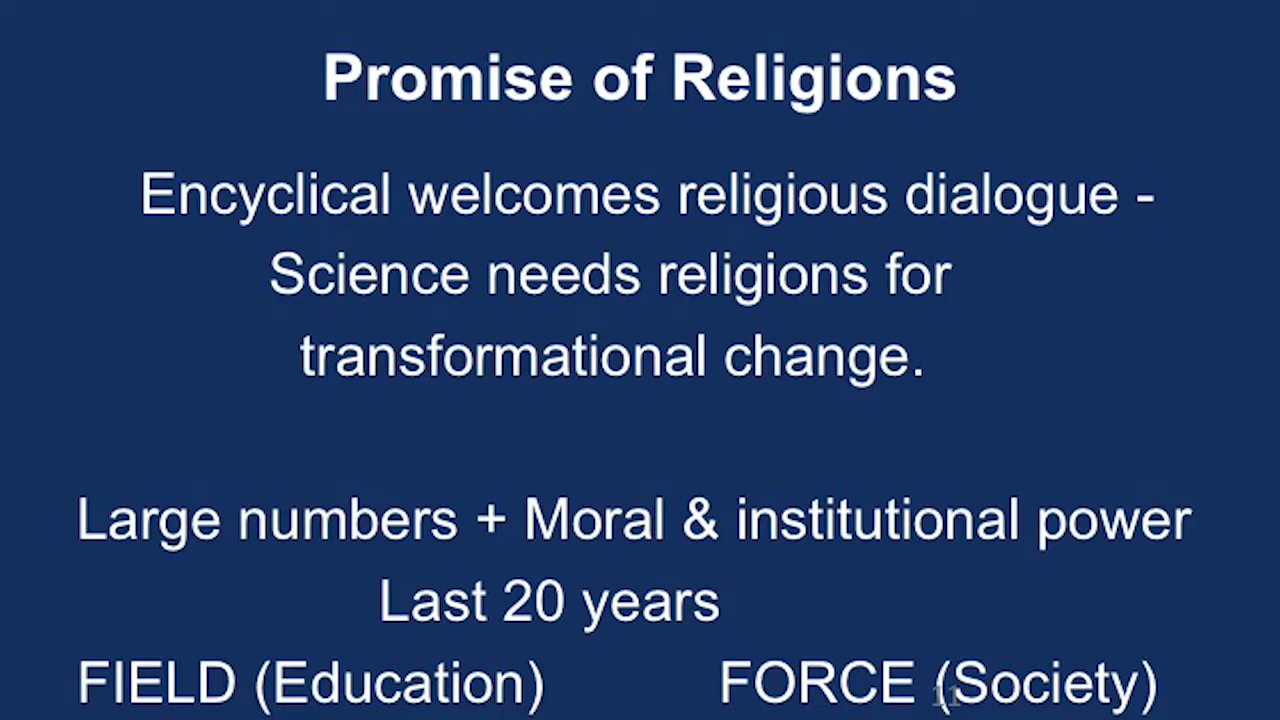 Promise of Religions
Encyclical welcomes religious dialogue -
Science needs religions for
transformational change.
Large numbers + Moral & institutional power
Last 20 years
FIELD (Education) FORCE (Society)
11